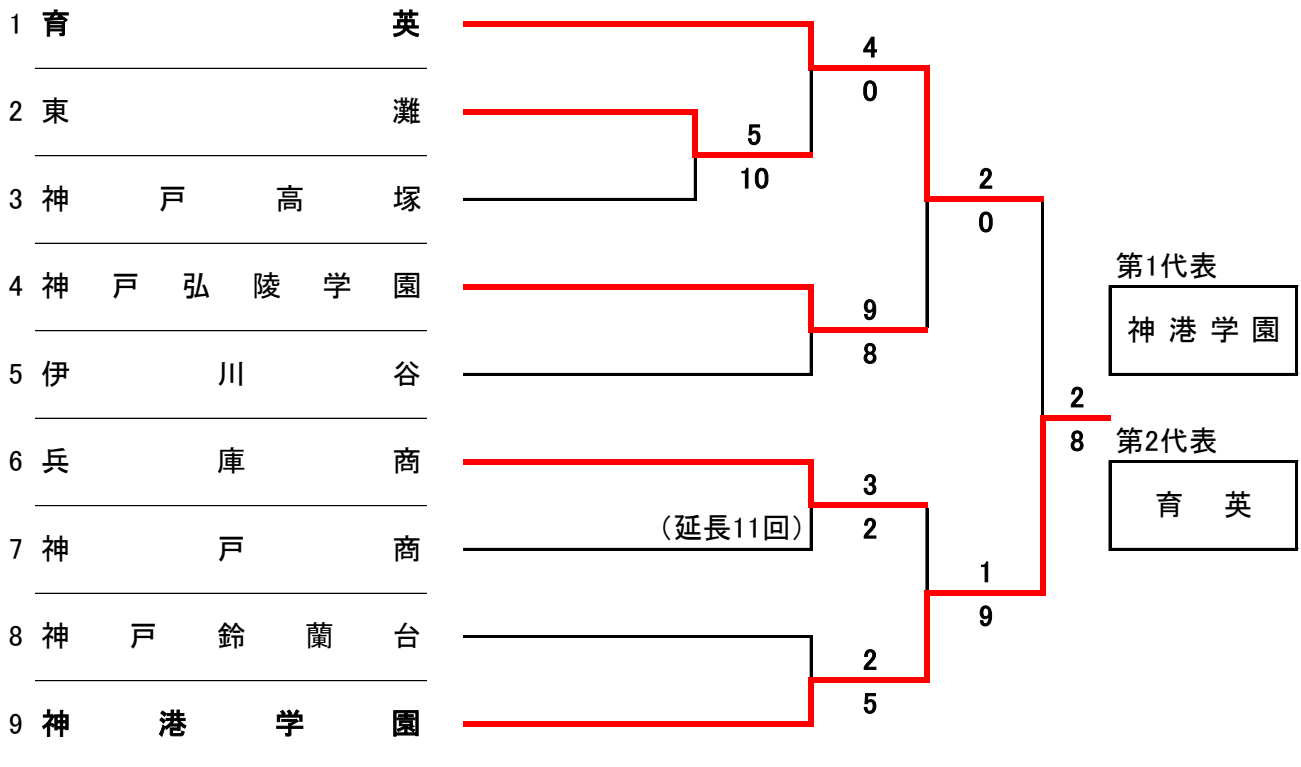 1 育英
4
0
2 東灘
5
10
3 神戸高塚
2
0
第1代表
神港学園
4 神戸弘陵学園
9
8
5 伊川谷
2
8
第2代表
育英
6 兵庫商
3
2
(延長11回)
7 神戸商
1
9
8 神戸鈴蘭台
2
5
9 神港学園